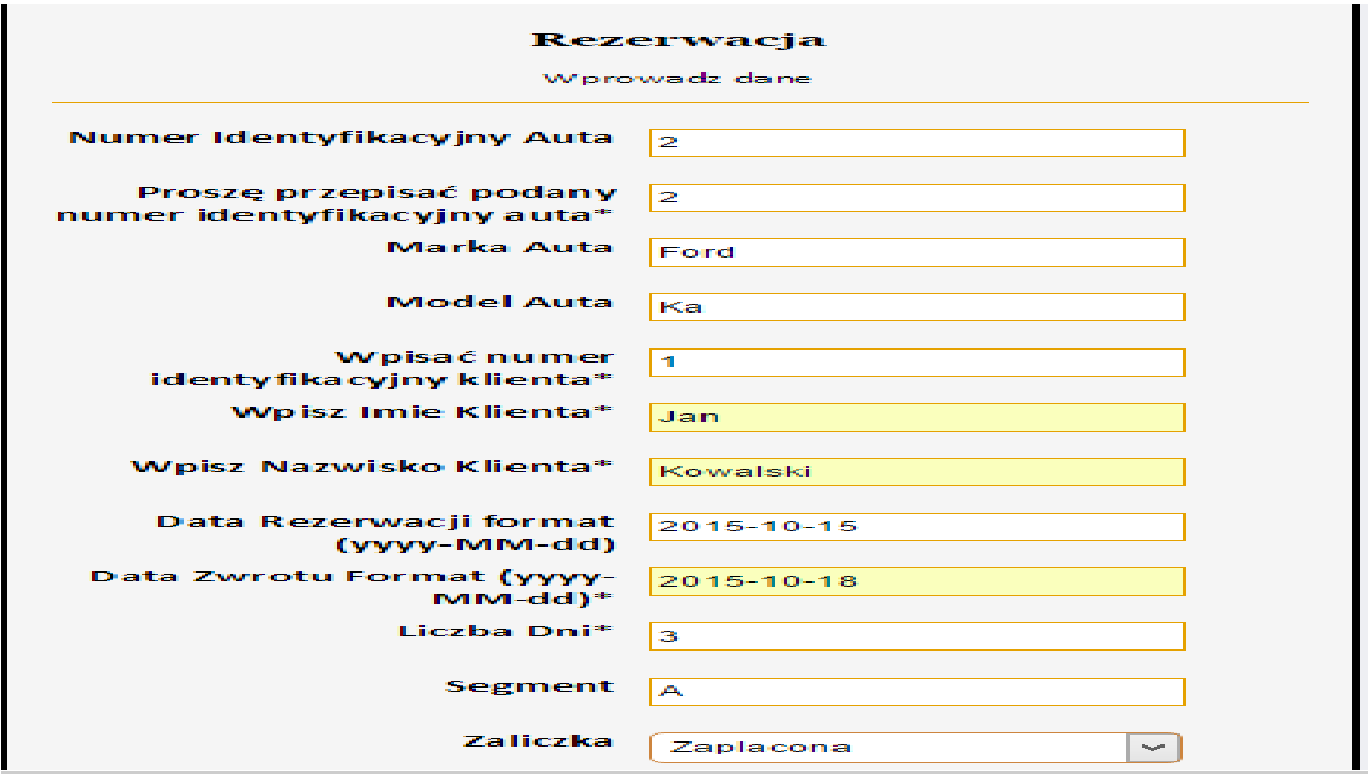 Rezerwacja
Wprowadz dane
Numer Identyfikacyjny Auta
2
Proszę przepisać podany
numer identyfikacyjny auta*
2
Marka Auta
Ford
Model Auta
Ka
Wpisać numer
identyfikacyjny klienta*
1
Wpisz Imie Klienta*
Jan
Wpisz Nazwisko Klienta*
Kowalski
Data Rezerwacji format
(yyyy-MM-dd)
2015-10-15
Data Zwrotu Format (yyyy-
MM-dd)*
2015-10-18
Liczba Dni*
3
Segment
A
Zaliczka
Zaplacona